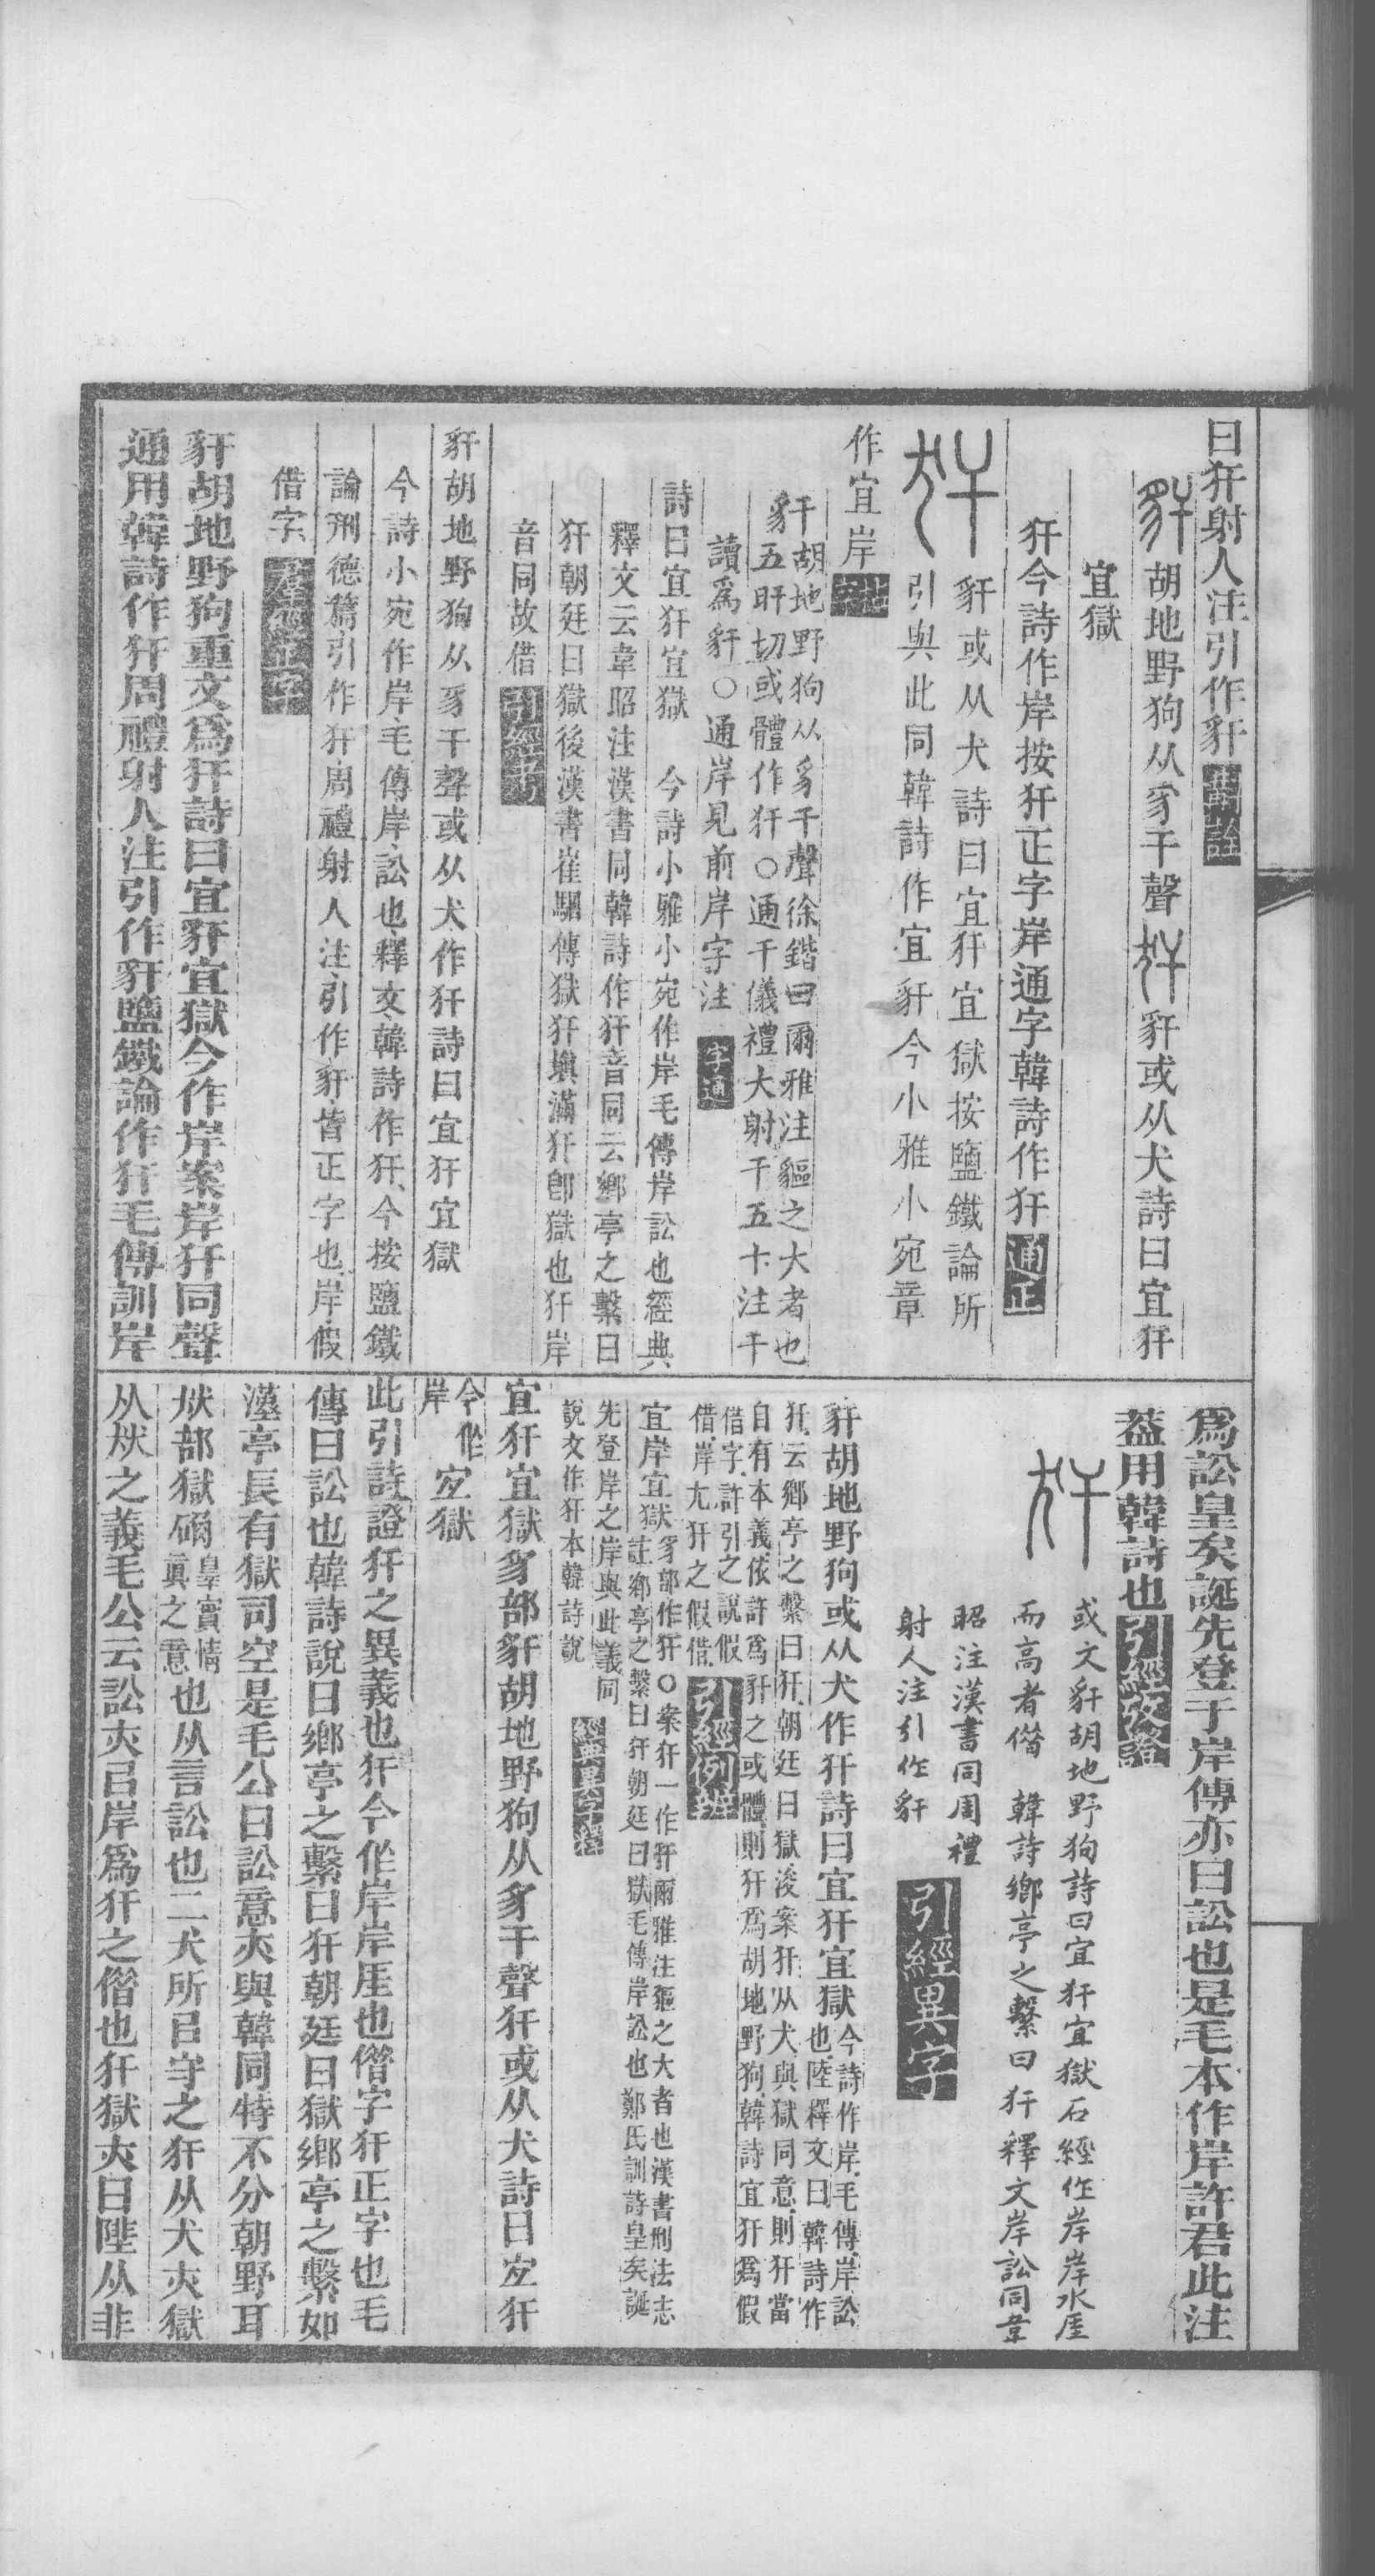 曰犴射人注引作豻
豻胡地野狗从豸干聲犴豻或从犬詩曰宜犴
宜獄
犴今詩作岸按犴正字岸通字韓詩作犴通正
犴豻或从犬詩曰宜犴宜獄按鹽鐵論所
引與此同韓詩作宜豻今小雅小宛章
作宜岸
豻胡地野狗从豸干聲徐鍇曰爾雅注貙之大者也
五旰切或體作犴○通干儀禮大射干五十注干
讀爲豻○通岸見前岸字注字通
詩曰宜犴宜獄 今詩小雅小宛作岸毛傳岸訟也經典
釋文云韋昭注漢書同韓詩作犴音同云鄉亭之繫曰
犴朝廷曰獄後漢書崔駰傳獄犴塡滿犴卽獄也犴岸
音同故借引經考
豻胡地野狗从豸干聲或从犬作犴詩曰宜犴宜獄
今詩小宛作岸毛傳岸訟也釋文韓詩作犴今按鹽鐵
論刑德篇引作犴周禮射人注引作豻皆正字也岸假
借字
豻胡地野狗重文爲犴詩曰宜豻宜獄今作岸案岸犴同聲
通用韓詩作犴周禮射人注引作豻鹽鐵論作犴毛傳訓岸
爲訟皇矣誕先登于岸傳亦曰訟也是毛本作岸許君此注
葢用韓詩也引經攷證
犴或文豻胡地野狗詩曰宜犴宜獄石經作岸岸水厓
而高者偕 韓詩鄉亭之繫曰犴釋文岸訟同韋
昭注漢書同周禮
射人注引作豻引經異字
豻胡地野狗或从犬作犴詩曰宜犴宜獄今詩作岸毛傳岸訟
也陸釋文曰韓詩作
犴云鄉亭之繫曰犴朝廷曰獄浚案犴从犬與獄同意則犴當
自有本義依許爲豻之或體則犴爲胡地野狗韓詩宜犴爲假
借字許引之說假
借岸尤犴之假借引經例辨
宜岸宜獄豸部作犴○案犴一作豻爾雅注貙之大者也漢書刑法志
註鄉亭之繫曰犴朝廷曰獄毛傳岸訟也鄭氏訓詩皇矣誕
先登岸之岸與此義同
說文作犴本韓詩說
宜犴宜獄豸部豻胡地野狗从豸干聲犴或从犬詩曰宐犴
宐獄
今作
岸
此引詩證犴之異義也犴今作岸岸厓也偕字犴正字也毛
傳曰訟也韓詩說曰鄉亭之繫曰犴朝廷曰獄鄉亭之繫如
漢亭長有獄司空是毛公曰訟意亦與韓同特不分朝野耳
㹜部獄确皋實情
眞之意也从言訟也二犬所㠯守之犴从犬亦獄
从㹜之義毛公云訟亦㠯岸爲犴之偕也犴獄亦曰陛从非